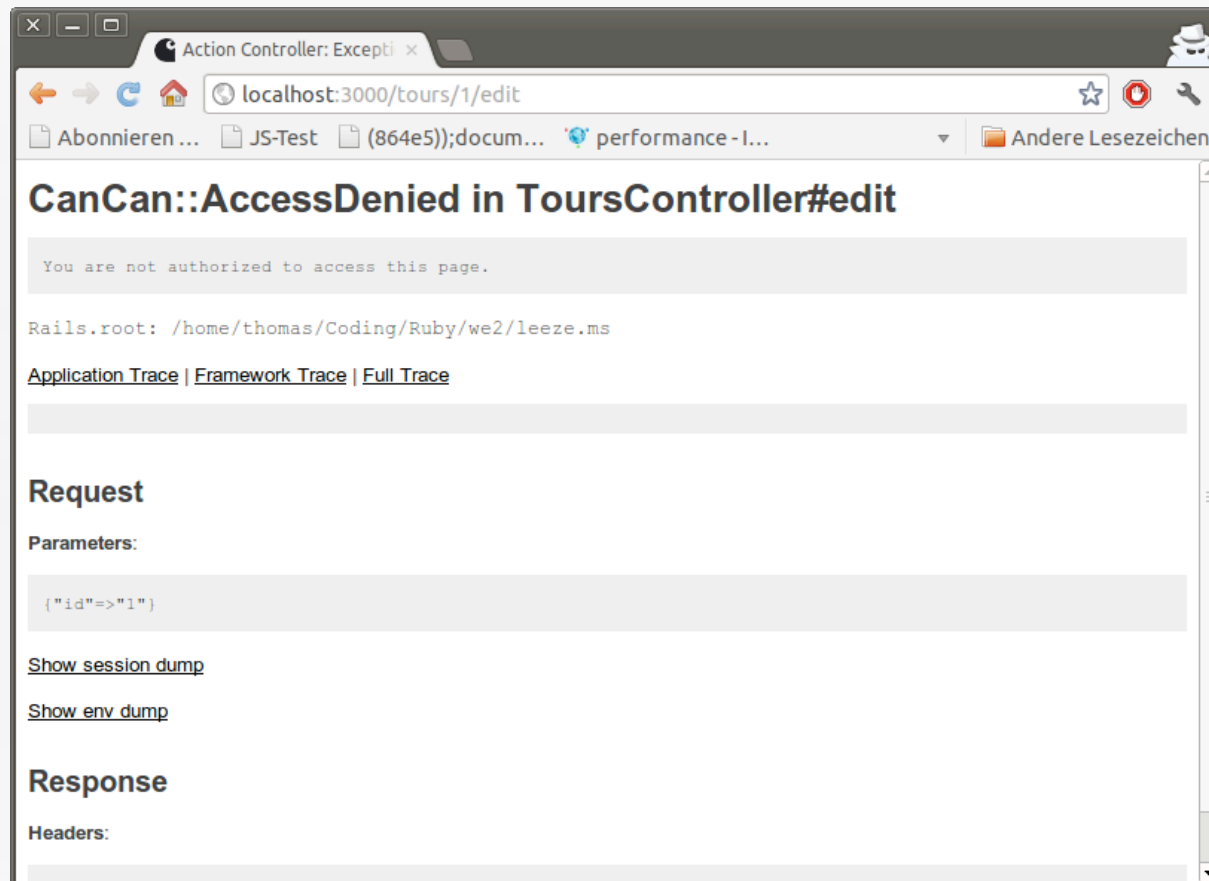 Action Controller: Excepti
localhost:3000/tours/1/edit
Abonnieren ... JS-Test (864e5));docum... performance - I... Andere Lesezeichen
CanCan::AccessDenied in ToursController#edit
You are not authorized to access this page.
Rails.root: /home/thomas/Coding/Ruby/we2/leeze.ms
Application Trace | Framework Trace | Full Trace
Request
Parameters:
{"id"=>"1"}
Show session dump
Show env dump
Response
Headers: